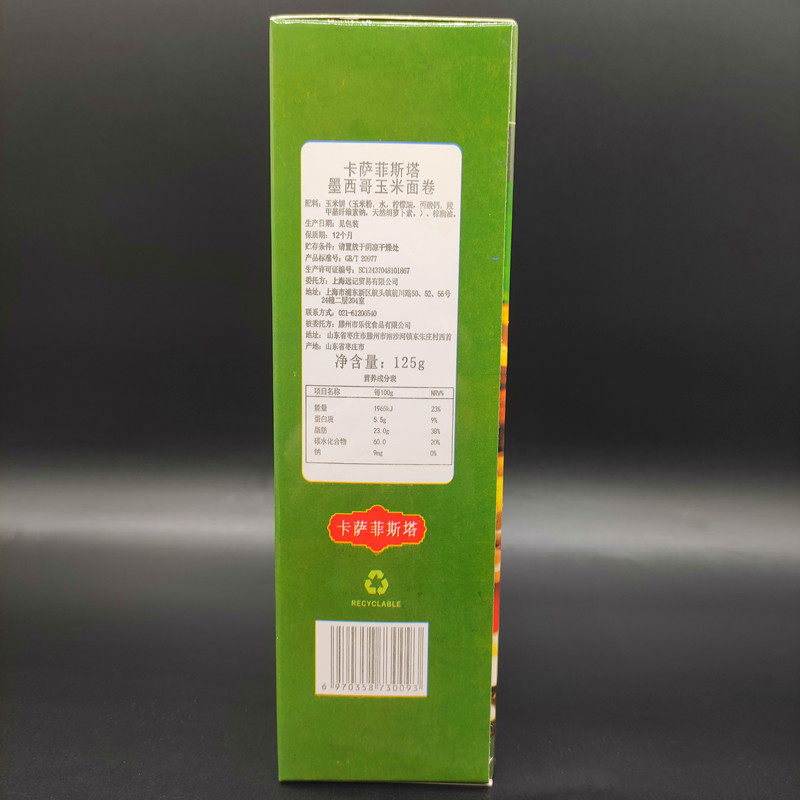 卡萨菲斯塔
墨西哥玉米面卷
配料：玉米饼（玉米粉，水，柠檬酸，丙酸钙，羧
甲基纤维素钠，天然胡萝卜素，）、棕榈油。
生产日期：见包装
保质期：12个月
贮存条件：请置放于阴凉干燥处
产品标准号：GB/T 20977
生产许可证编号：SC12437048101867
委托方：上海远记贸易有限公司
地址：上海市浦东新区航头镇航川路50、52、56号
24幢二层204室
联系方式：021-61206540
被委托方：滕州市乐优食品有限公司
地址：山东省枣庄市滕州市南沙河镇东朱庄村西首
产地：山东省枣庄市
净含量：125g
营养成分表
项目名称 每100g NRV%
能量 1965kJ 23%
蛋白质 5.5g 9%
脂肪 23.0g 38%
碳水化合物 60.0 20%
钠 9mg 0%
卡萨菲斯塔
RECYCLABLE
6 970358 730093